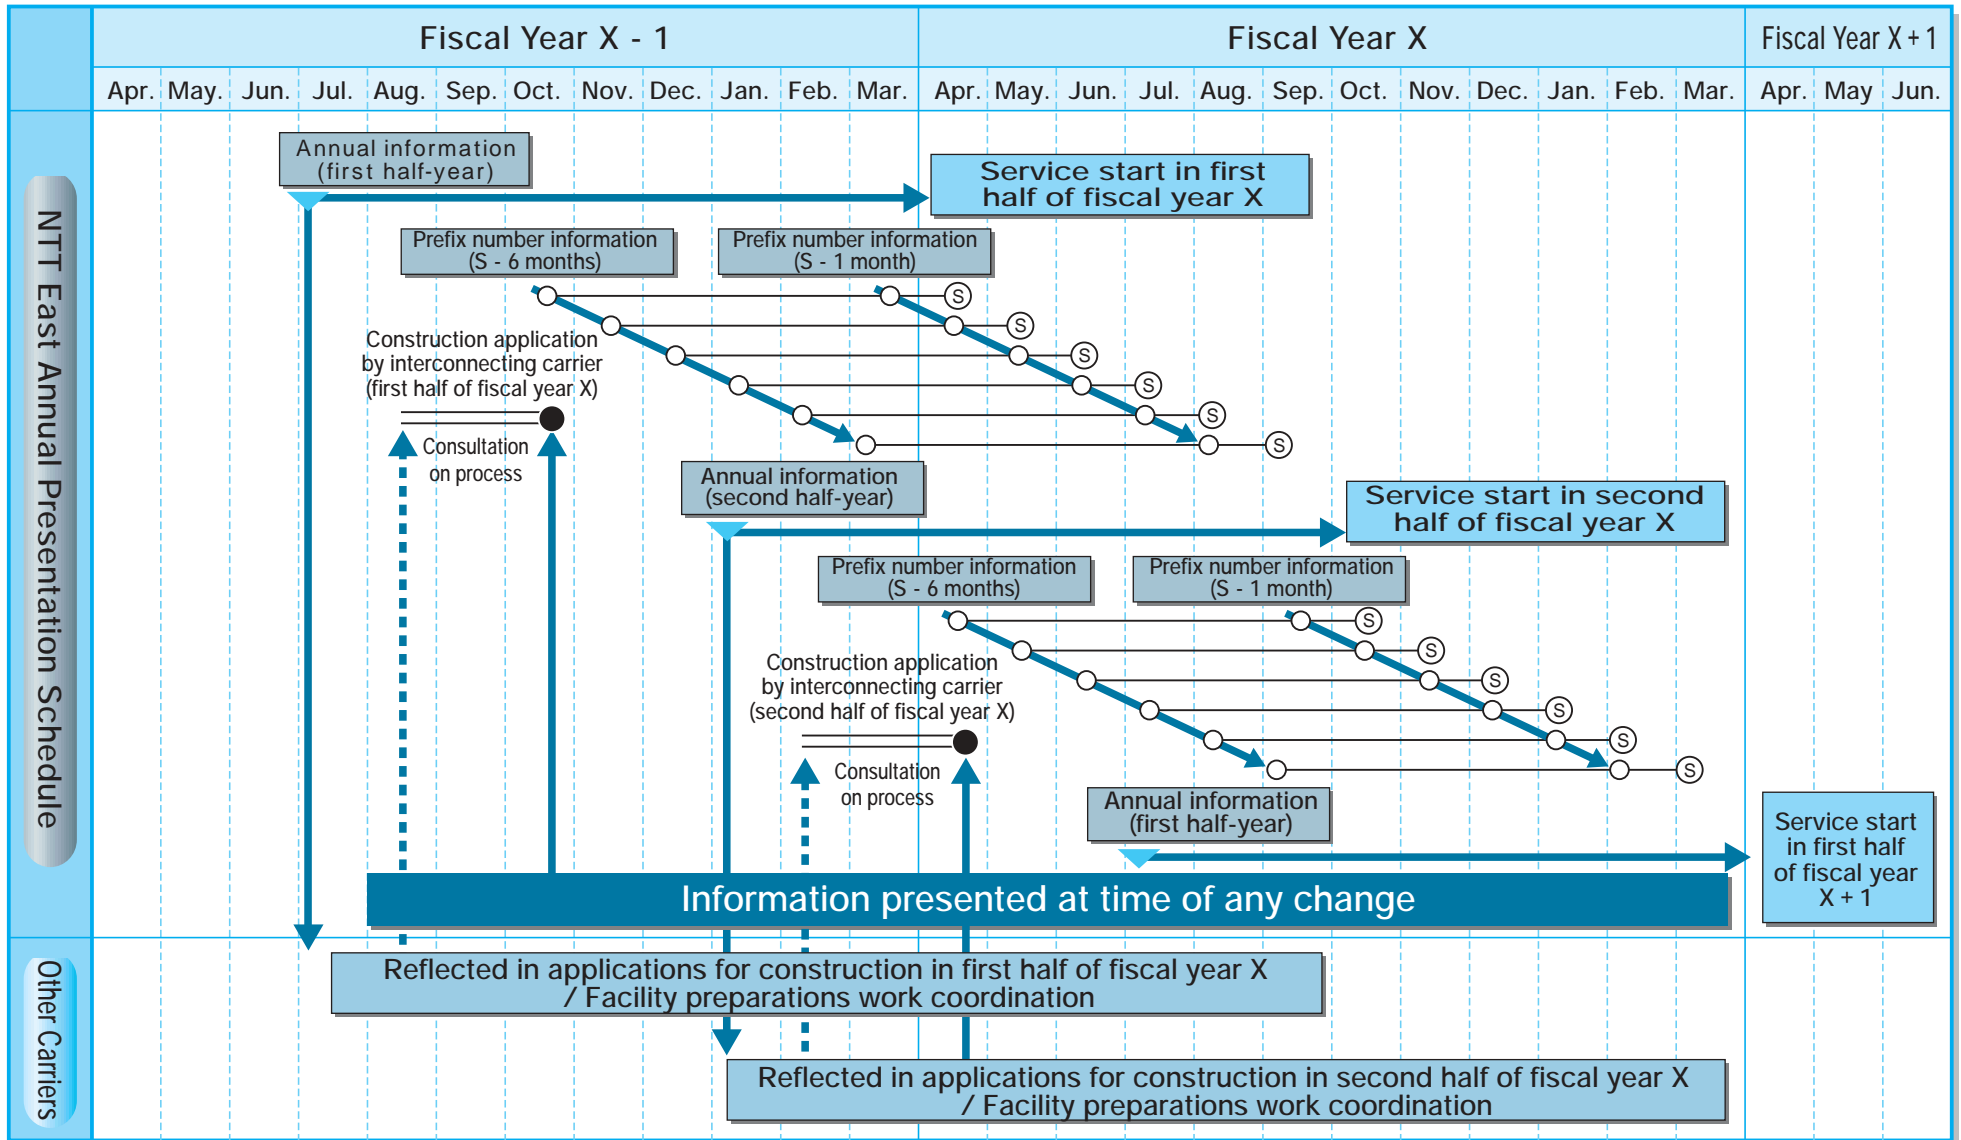 Fiscal Year X - 1
Fiscal Year X
Fiscal Year X + 1
Apr. May. Jun. Jul. Aug. Sep. Oct. Nov. Dec. Jan. Feb. Mar. Apr. May. Jun. Jul. Aug. Sep. Oct. Nov. Dec. Jan. Feb. Mar. Apr. May Jun.
NTT East Annual Presentation Schedule
Annual information
(first half-year)
Service start in first
half of fiscal year X
Prefix number information
(S - 6 months)
Prefix number information
(S - 1 month)
S
S
S
S
S
S
Construction application
by interconnecting carrier
(first half of fiscal year X)
Consultation
on process
Annual information
(second half-year)
Service start in second
half of fiscal year X
Prefix number information
(S - 6 months)
Prefix number information
(S - 1 month)
S
S
S
S
S
S
Construction application
by interconnecting carrier
(second half of fiscal year X)
Consultation
on process
Annual information
(first half-year)
Service start
in first half
of fiscal year
X + 1
Information presented at time of any change
Other Carriers
Reflected in applications for construction in first half of fiscal year X
/ Facility preparations work coordination
Reflected in applications for construction in second half of fiscal year X
/ Facility preparations work coordination